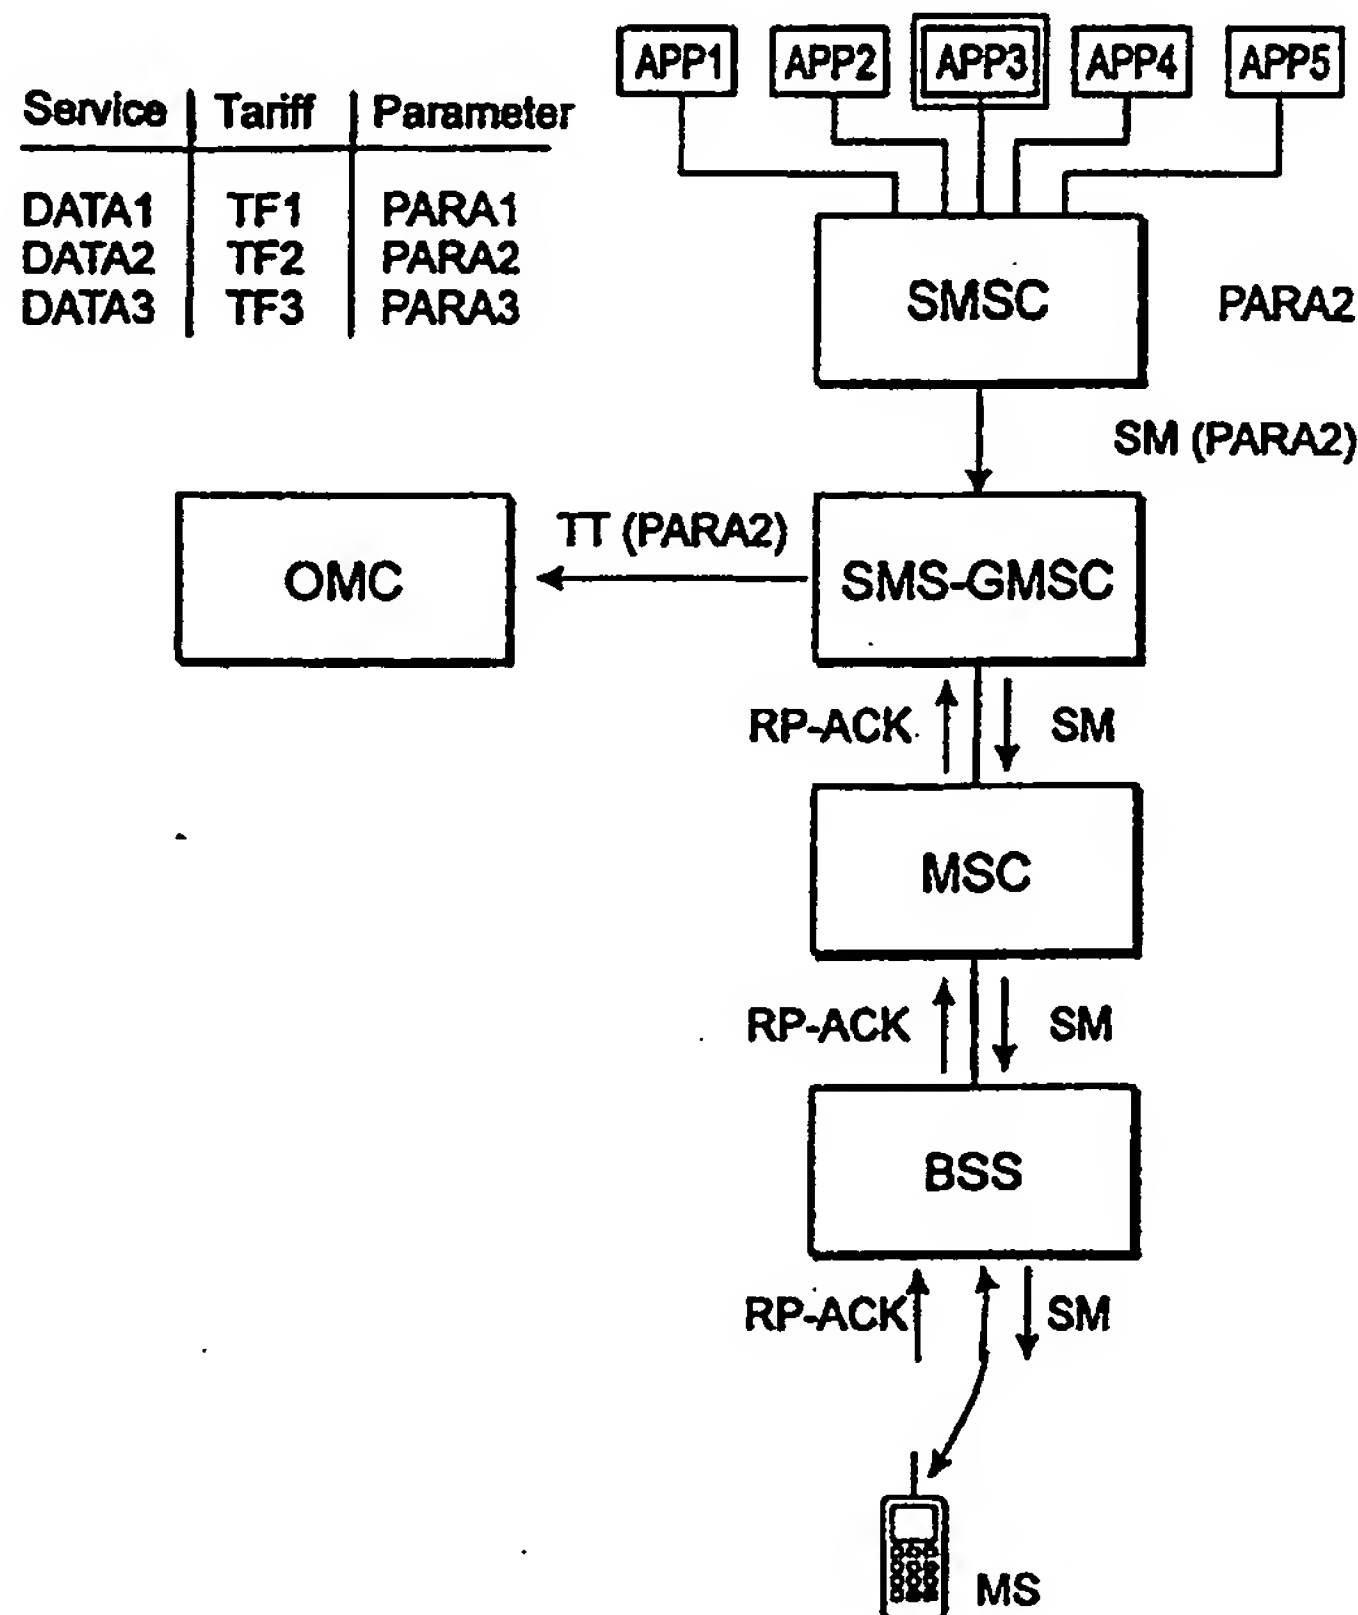 APP1 APP2 APP3 APP4 APP5
Service Tariff Parameter
DATA1 TF1 PARA1
DATA2 TF2 PARA2
DATA3 TF3 PARA3
SMSC
PARA2
SM (PARA2)
OMC
TT (PARA2)
SMS-GMSC
RP-ACK SM
MSC
RP-ACK SM
BSS
RP-ACK SM
MS